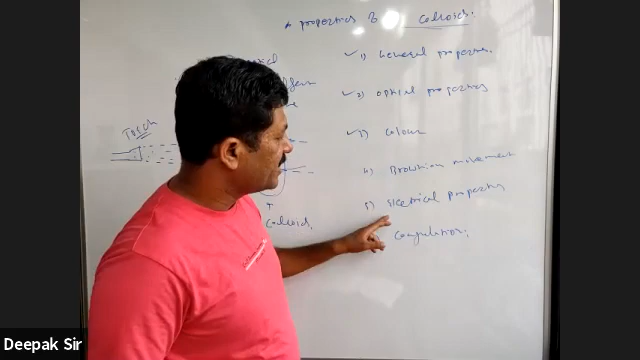 * properties of colloids.
✓ 1) General properties.
✓ 2) optical properties
✓ 3) colour
4) Brownian movement
5) Electrical property
coagulation.
Torch
colloid.
Deepak Sir